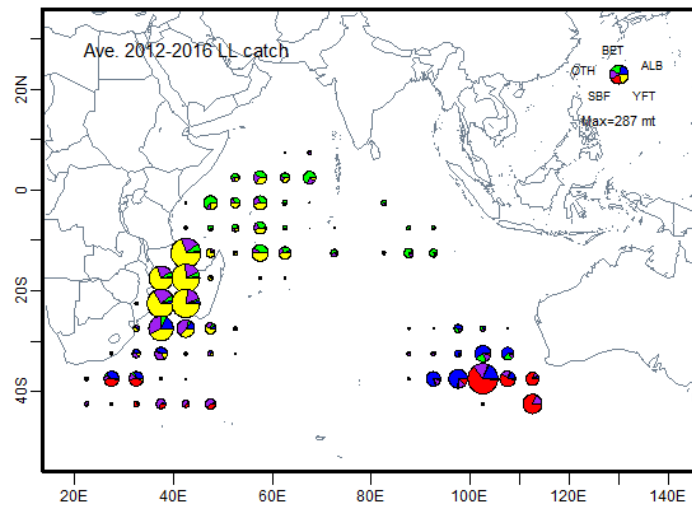 Ave. 2012-2016 LL catch
BET
OTH
ALB
SBF
YFT
Max=287 mt
20N
0
20S
40S
20E
40E
60E
80E
100E
120E
140E